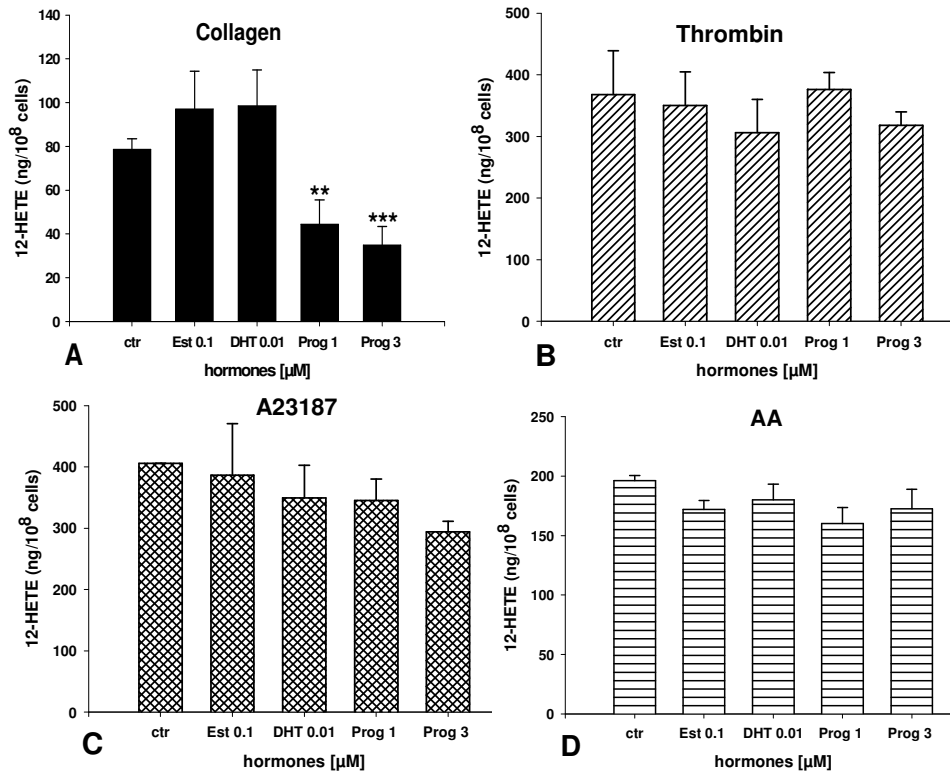 Collagen
12-HETE (ng/10⁸ cells)
140
120
100
80
60
40
20
0
**
***
ctr Est 0.1 DHT 0.01 Prog 1 Prog 3
hormones [µM]
A
Thrombin
12-HETE (ng/10⁸ cells)
500
400
300
200
100
0
ctr Est 0.1 DHT 0.01 Prog 1 Prog 3
hormones [µM]
B
A23187
12-HETE (ng/10⁸ cells)
500
400
300
200
100
0
ctr Est 0.1 DHT 0.01 Prog 1 Prog 3
hormones [µM]
C
AA
12-HETE (ng/10⁸ cells)
250
200
150
100
50
0
ctr Est 0.1 DHT 0.01 Prog 1 Prog 3
hormones [µM]
D